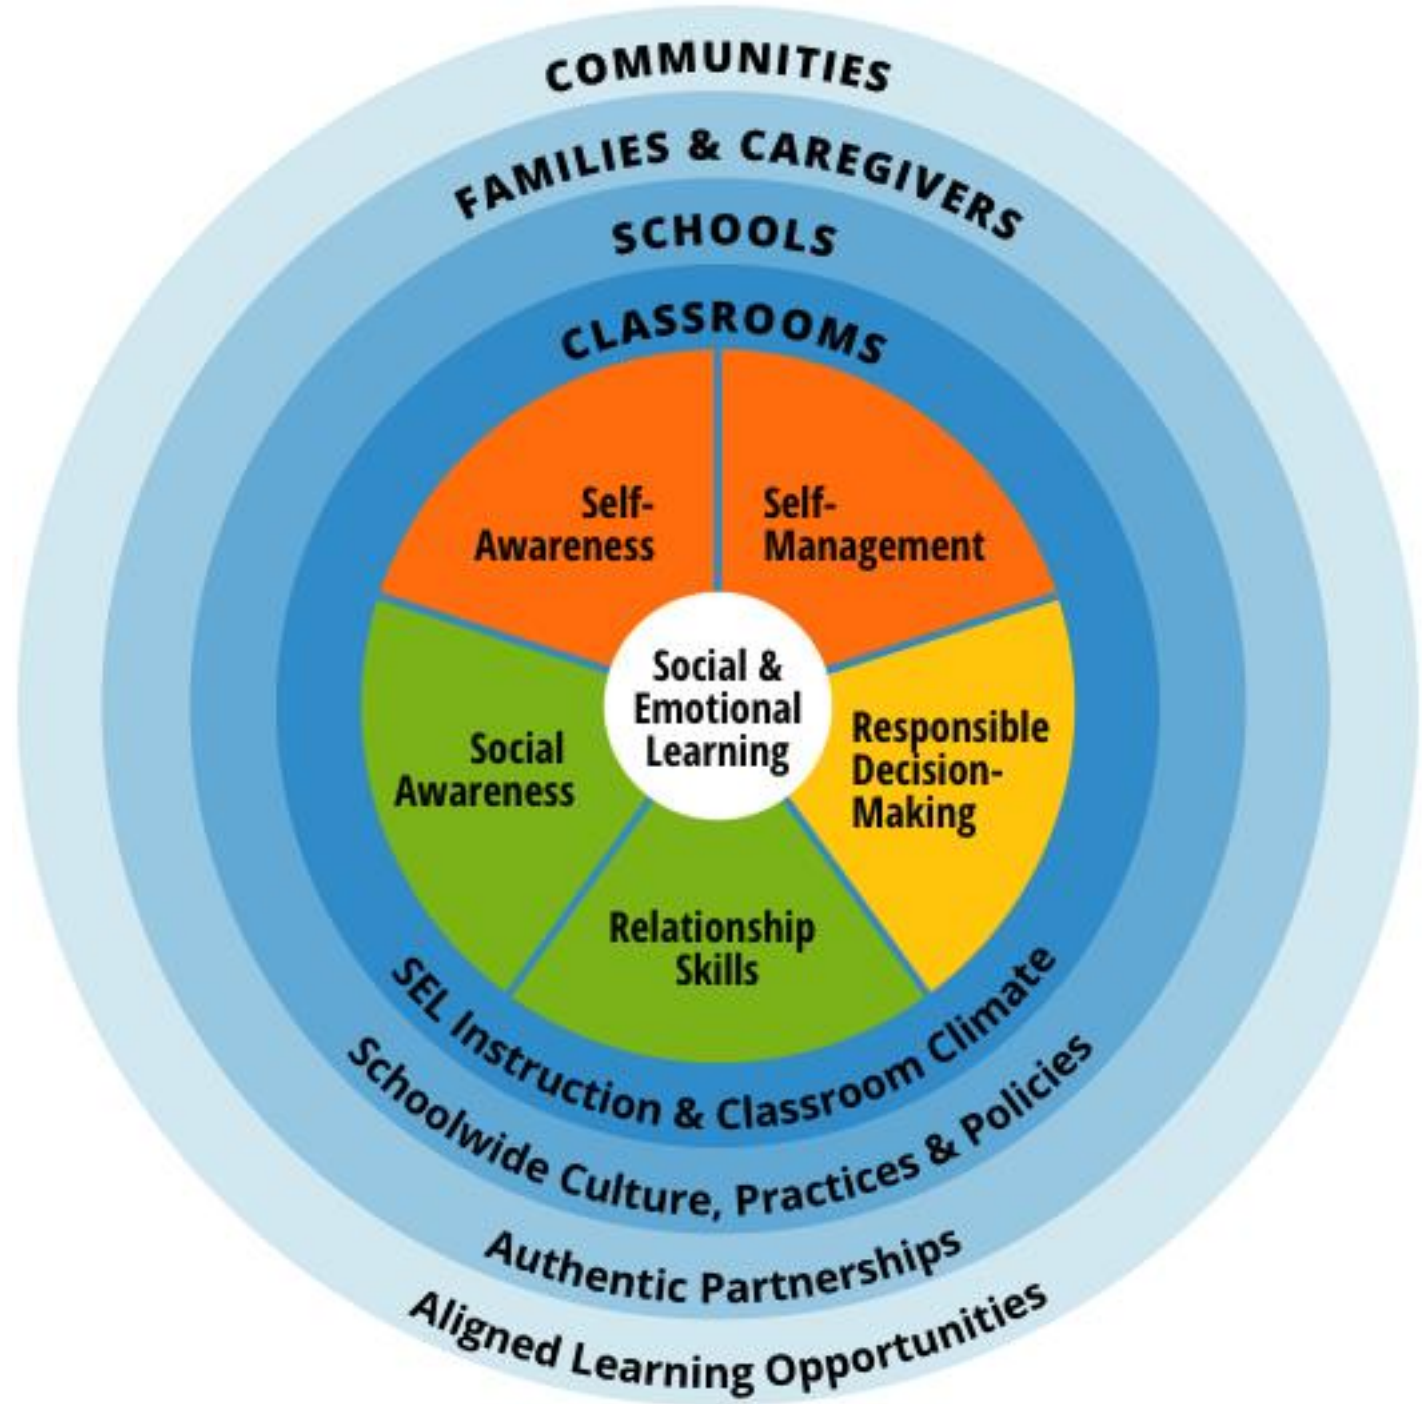 COMMUNITIES
FAMILIES & CAREGIVERS
SCHOOLS
CLASSROOMS
Self-
Awareness
Self-
Management
Social &
Emotional
Learning
Social
Awareness
Responsible
Decision-
Making
Relationship
Skills
SEL Instruction & Classroom Climate
Schoolwide Culture, Practices & Policies
Authentic Partnerships
Aligned Learning Opportunities